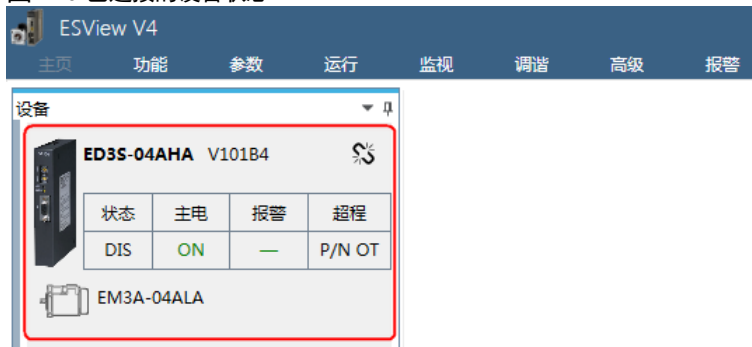 ESView V4
主页 功能 参数 运行 监视 调谐 高级 报警
设备
ED3S-04AHA V101B4
状态 主电 报警 超程
DIS ON — P/N OT
EM3A-04ALA